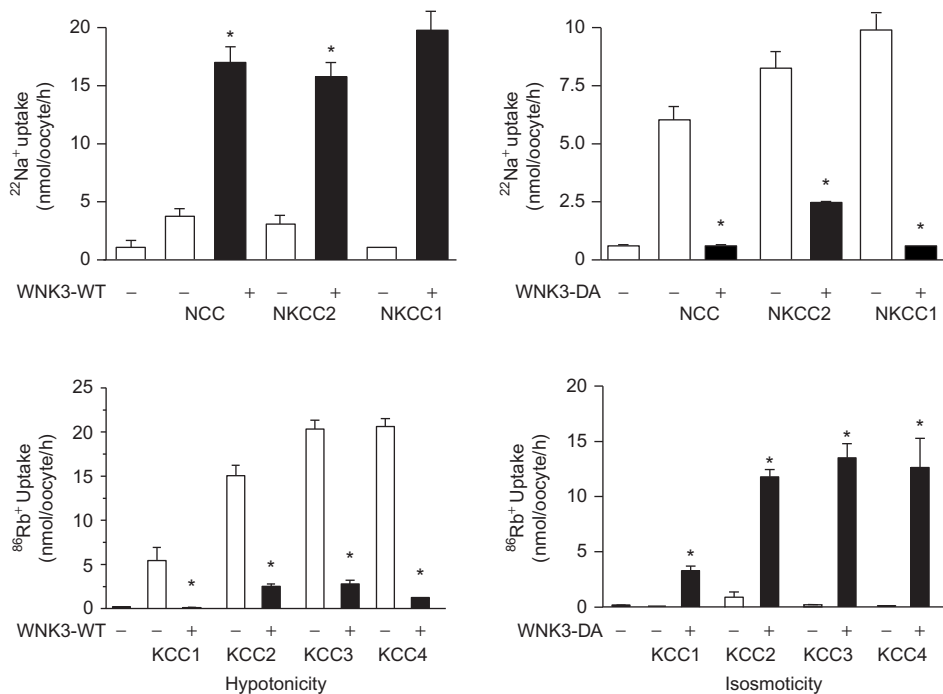 20
15
10
5
0
²²Na⁺ uptake
(nmol/oocyte/h)
*
*
WNK3-WT – – + – + – +
NCC NKCC2 NKCC1
10
7.5
5.0
2.5
0
²²Na⁺ uptake
(nmol/oocyte/h)
*
*
*
WNK3-DA – – + – + – +
NCC NKCC2 NKCC1
25
20
15
10
5
0
⁸⁶Rb⁺ Uptake
(nmol/oocyte/h)
*
*
*
*
WNK3-WT – – + – + – + – +
KCC1 KCC2 KCC3 KCC4
Hypotonicity
20
15
10
5
0
⁸⁶Rb⁺ Uptake
(nmol/oocyte/h)
*
*
*
*
WNK3-DA – – + – + – + – +
KCC1 KCC2 KCC3 KCC4
Isosmoticity